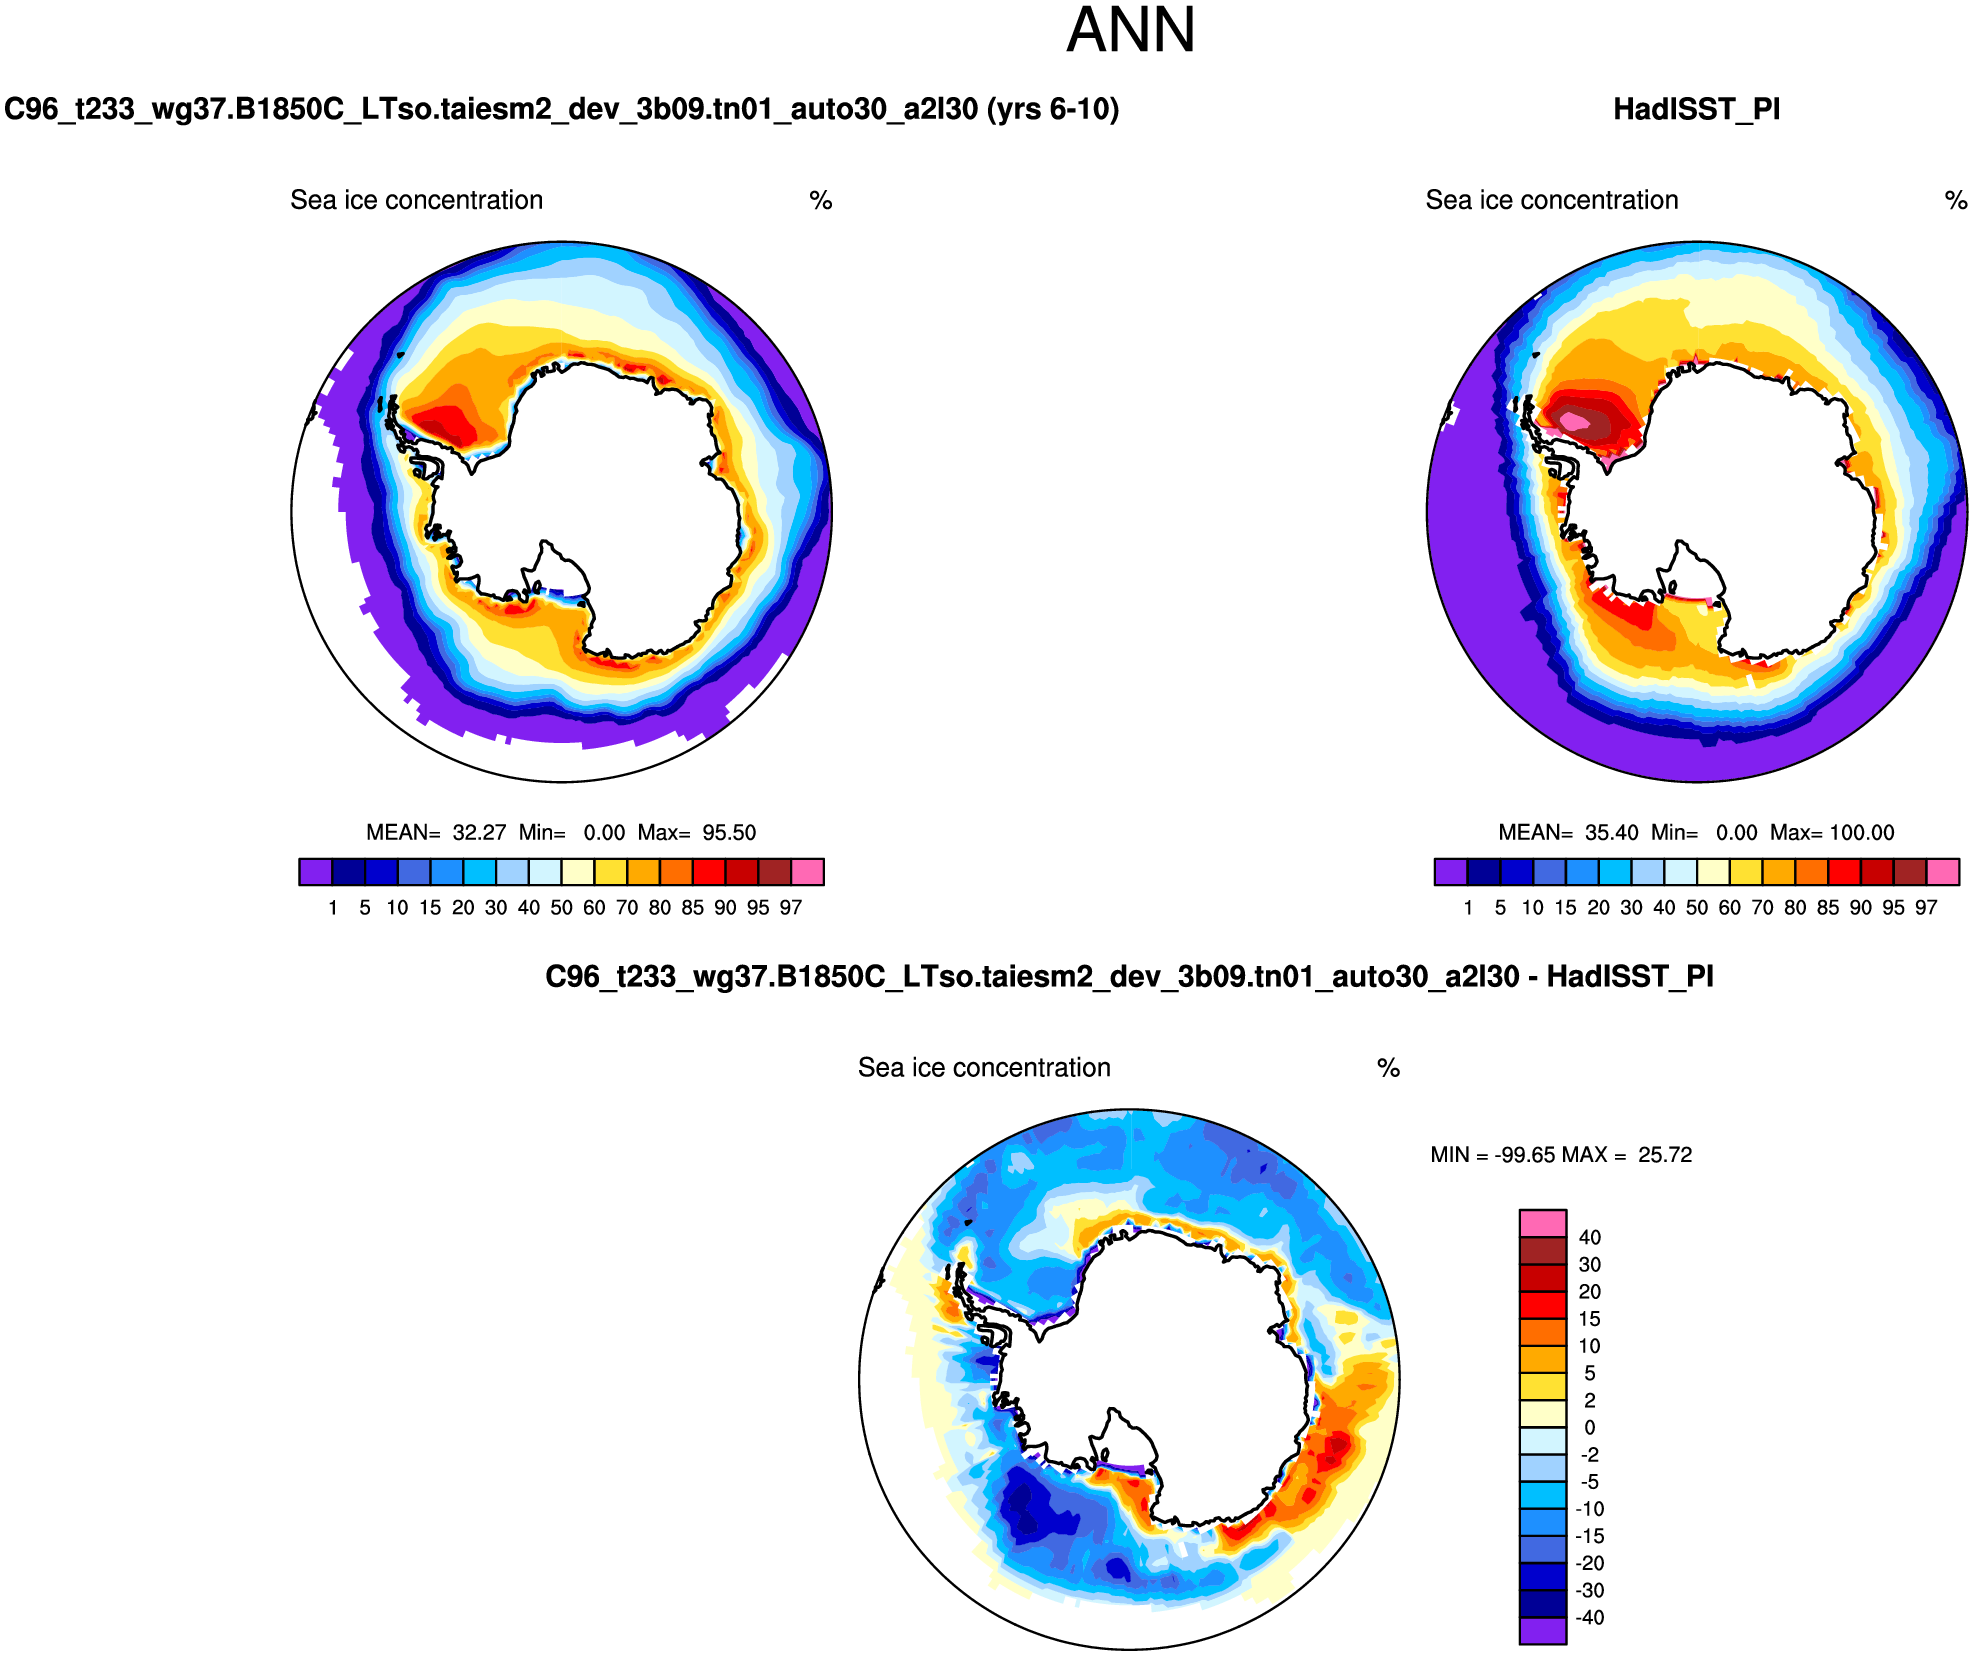 ANN
C96_t233_wg37.B1850C_LTso.taiesm2_dev_3b09.tn01_auto30_a2l30 (yrs 6-10)
HadISST_PI
Sea ice concentration %
Sea ice concentration %
MEAN= 32.27 Min= 0.00 Max= 95.50
MEAN= 35.40 Min= 0.00 Max= 100.00
1 5 10 15 20 30 40 50 60 70 80 85 90 95 97
1 5 10 15 20 30 40 50 60 70 80 85 90 95 97
C96_t233_wg37.B1850C_LTso.taiesm2_dev_3b09.tn01_auto30_a2l30 - HadISST_PI
Sea ice concentration %
MIN = -99.65 MAX = 25.72
40
30
20
15
10
5
2
0
-2
-5
-10
-15
-20
-30
-40